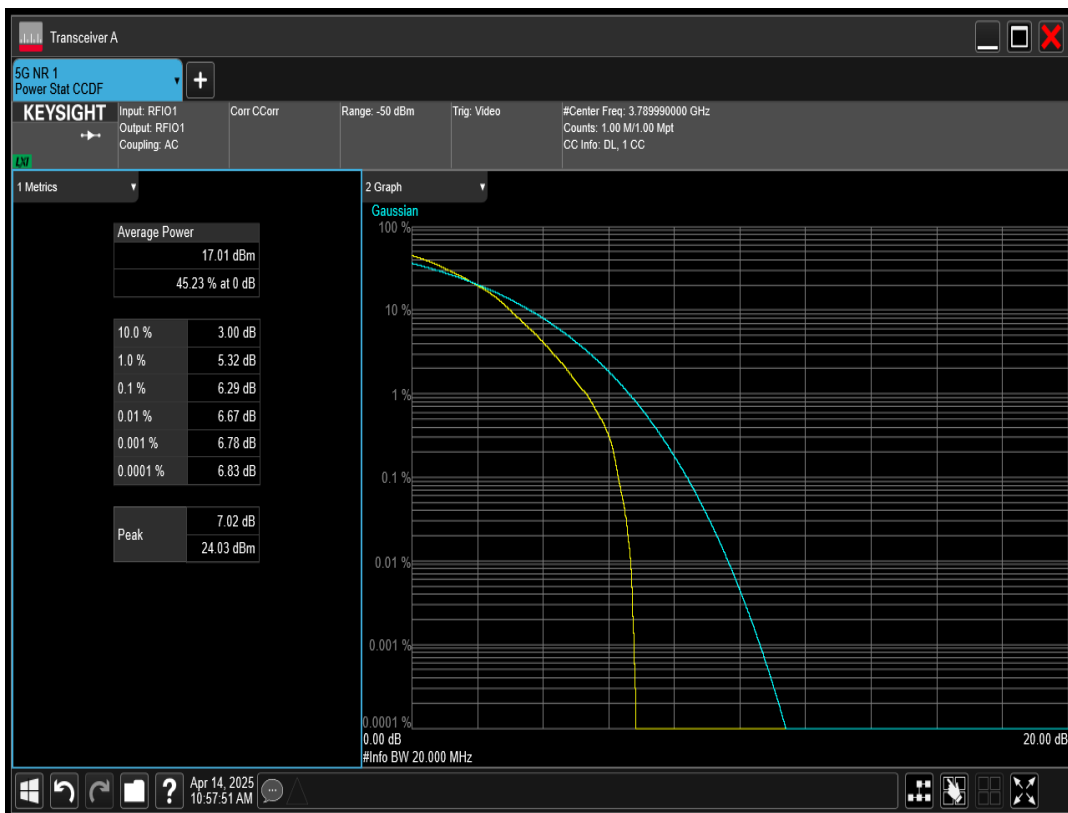 Transceiver A
5G NR 1
Power Stat CCDF
+
KEYSIGHT
LXI
Input: RFIO1
Output: RFIO1
Coupling: AC
Corr CCorr
Range: -50 dBm
Trig: Video
#Center Freq: 3.789990000 GHz
Counts: 1.00 M/1.00 Mpt
CC Info: DL, 1 CC
1 Metrics
Average Power
17.01 dBm
45.23 % at 0 dB
10.0 % 3.00 dB
1.0 % 5.32 dB
0.1 % 6.29 dB
0.01 % 6.67 dB
0.001 % 6.78 dB
0.0001 % 6.83 dB
Peak
7.02 dB
24.03 dBm
2 Graph
Gaussian
100 %
10 %
1 %
0.1 %
0.01 %
0.001 %
0.0001 %
0.00 dB 20.00 dB
#Info BW 20.000 MHz
?
Apr 14, 2025
10:57:51 AM